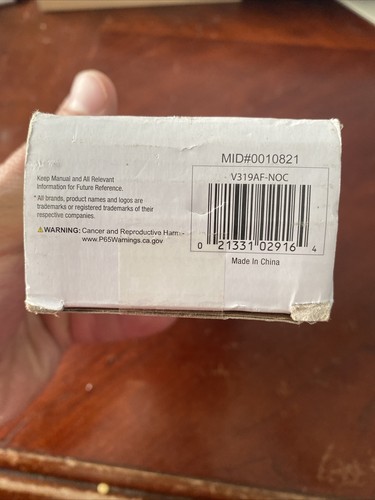 MID#0010821
V319AF-NOC
Keep Manual and All Relevant
Information for Future Reference.
*All brands, product names and logos are
trademarks or registered trademarks of their
respective companies.
WARNING: Cancer and Reproductive Harm-
www.P65Warnings.ca.gov
0 21331 02916 4
Made In China